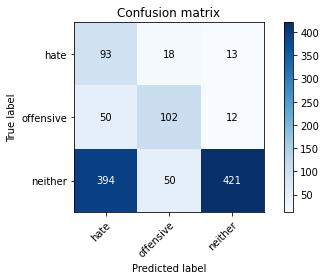 Confusion matrix
hate 93 18 13
offensive 50 102 12
neither 394 50 421
hate offensive neither
True label
Predicted label
400
350
300
250
200
150
100
50